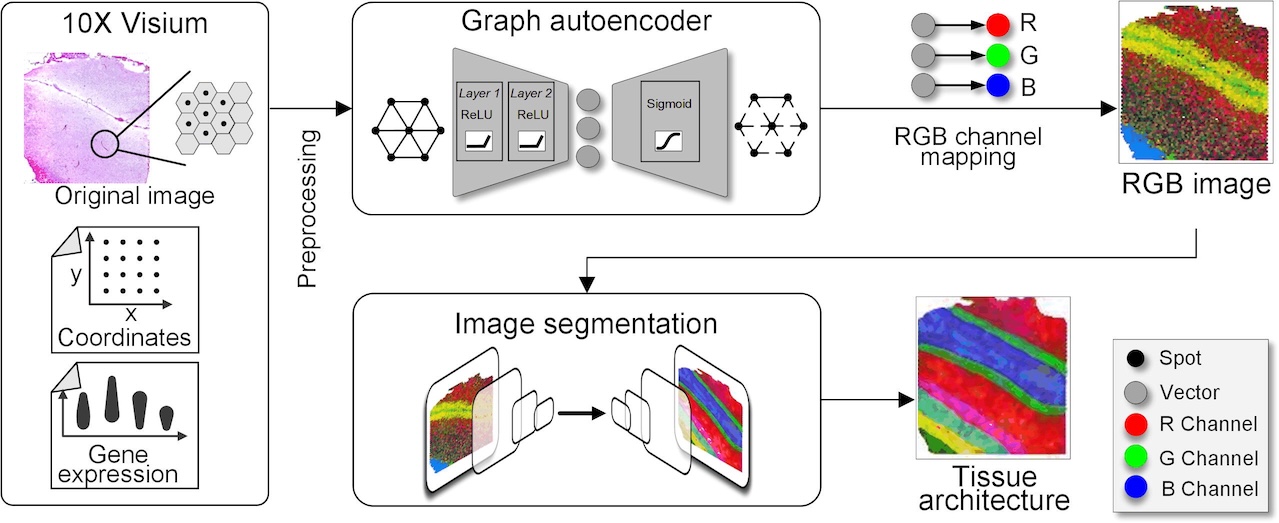 10X Visium
Original image
y
x
Coordinates
Gene
expression
Preprocessing
Graph autoencoder
Layer 1
ReLU
Layer 2
ReLU
Sigmoid
R
G
B
RGB channel
mapping
RGB image
Image segmentation
Tissue
architecture
Spot
Vector
R Channel
G Channel
B Channel